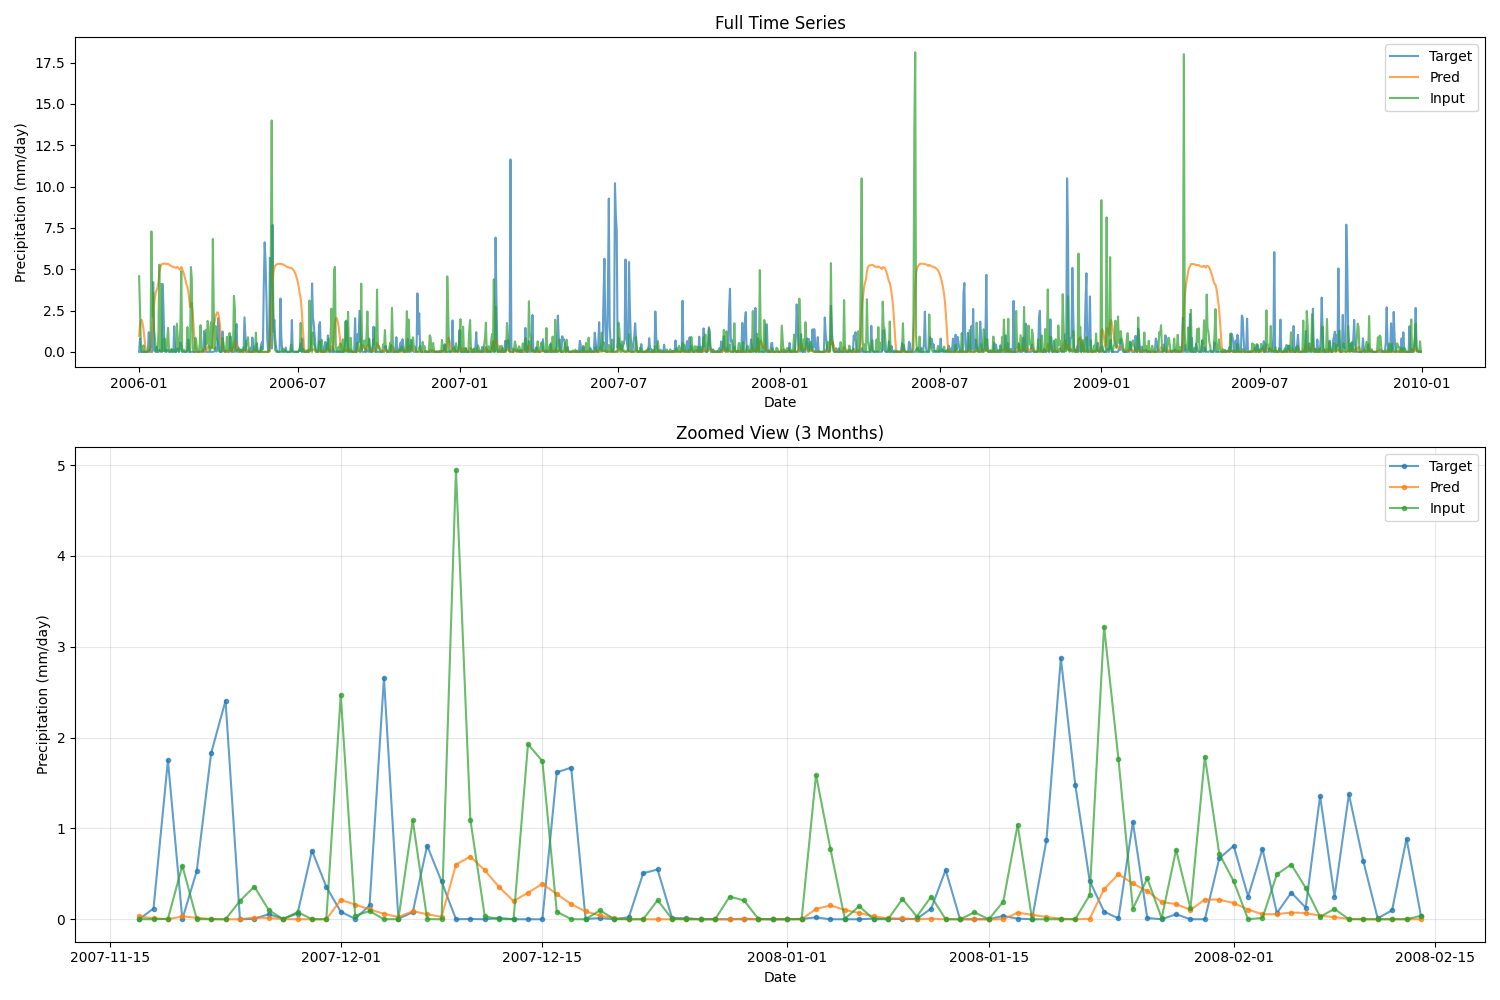 Full Time Series
Precipitation (mm/day)
17.5
15.0
12.5
10.0
7.5
5.0
2.5
0.0
Target
Pred
Input
2006-01 2006-07 2007-01 2007-07 2008-01 2008-07 2009-01 2009-07 2010-01
Date
Zoomed View (3 Months)
Precipitation (mm/day)
5
4
3
2
1
0
Target
Pred
Input
2007-11-15 2007-12-01 2007-12-15 2008-01-01 2008-01-15 2008-02-01 2008-02-15
Date